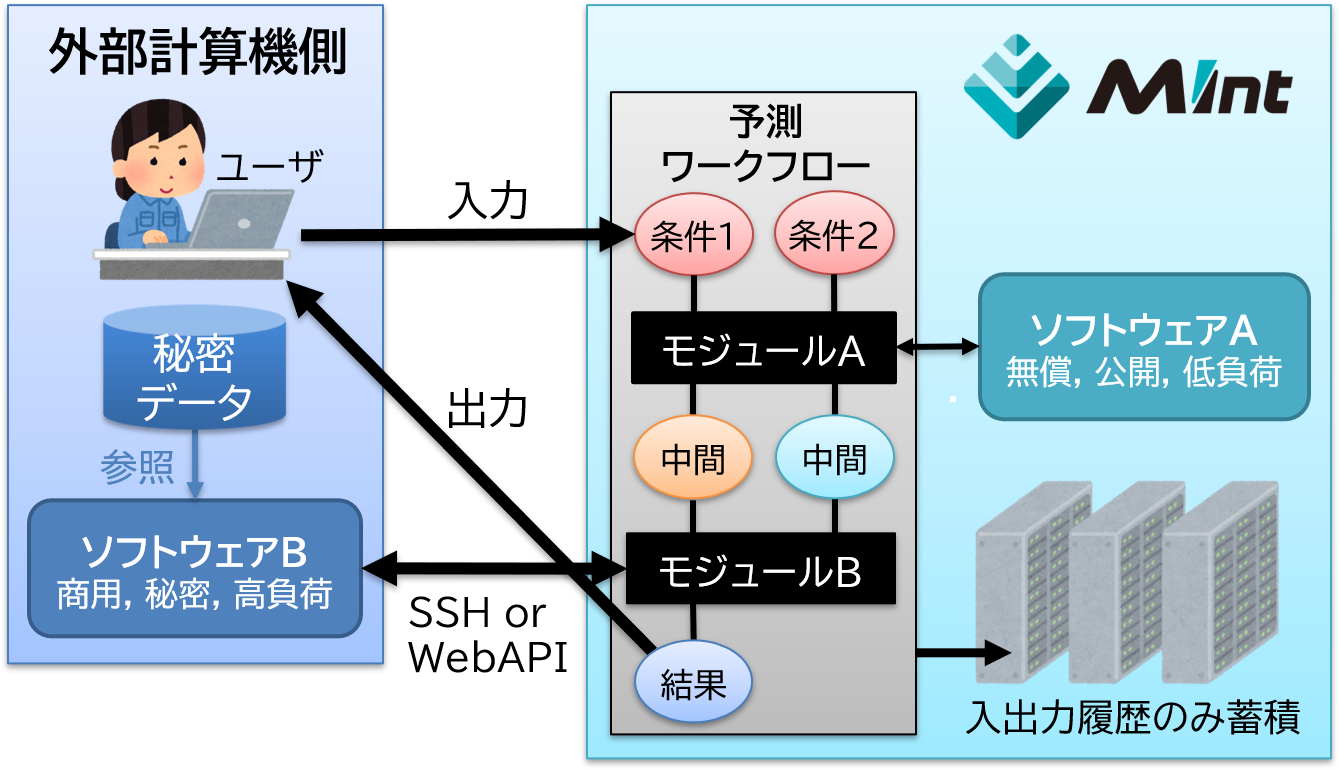 外部計算機側
ユーザ
秘密
データ
参照
ソフトウェアB
商用, 秘密, 高負荷
入力
出力
SSH or
WebAPI
Mint
予測
ワークフロー
条件1
条件2
モジュールA
中間
中間
モジュールB
結果
ソフトウェアA
無償, 公開, 低負荷
入出力履歴のみ蓄積